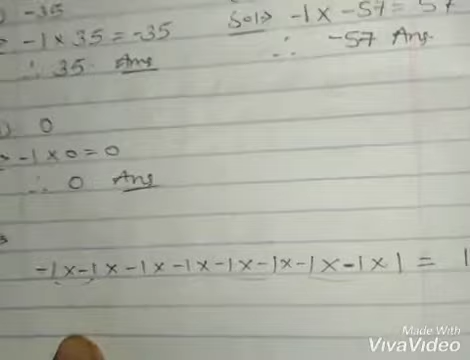 -35
-1 × 35 = -35
∴ 35 Ans
Sol⇒ -1 × -57 = 57
∴ -57 Ans.
0
-1 × 0 = 0
∴ 0 Ans
-1 × -1 × -1 × -1 × -1 × -1 × -1 × -1 × 1 = 1
Made With
VivaVideo